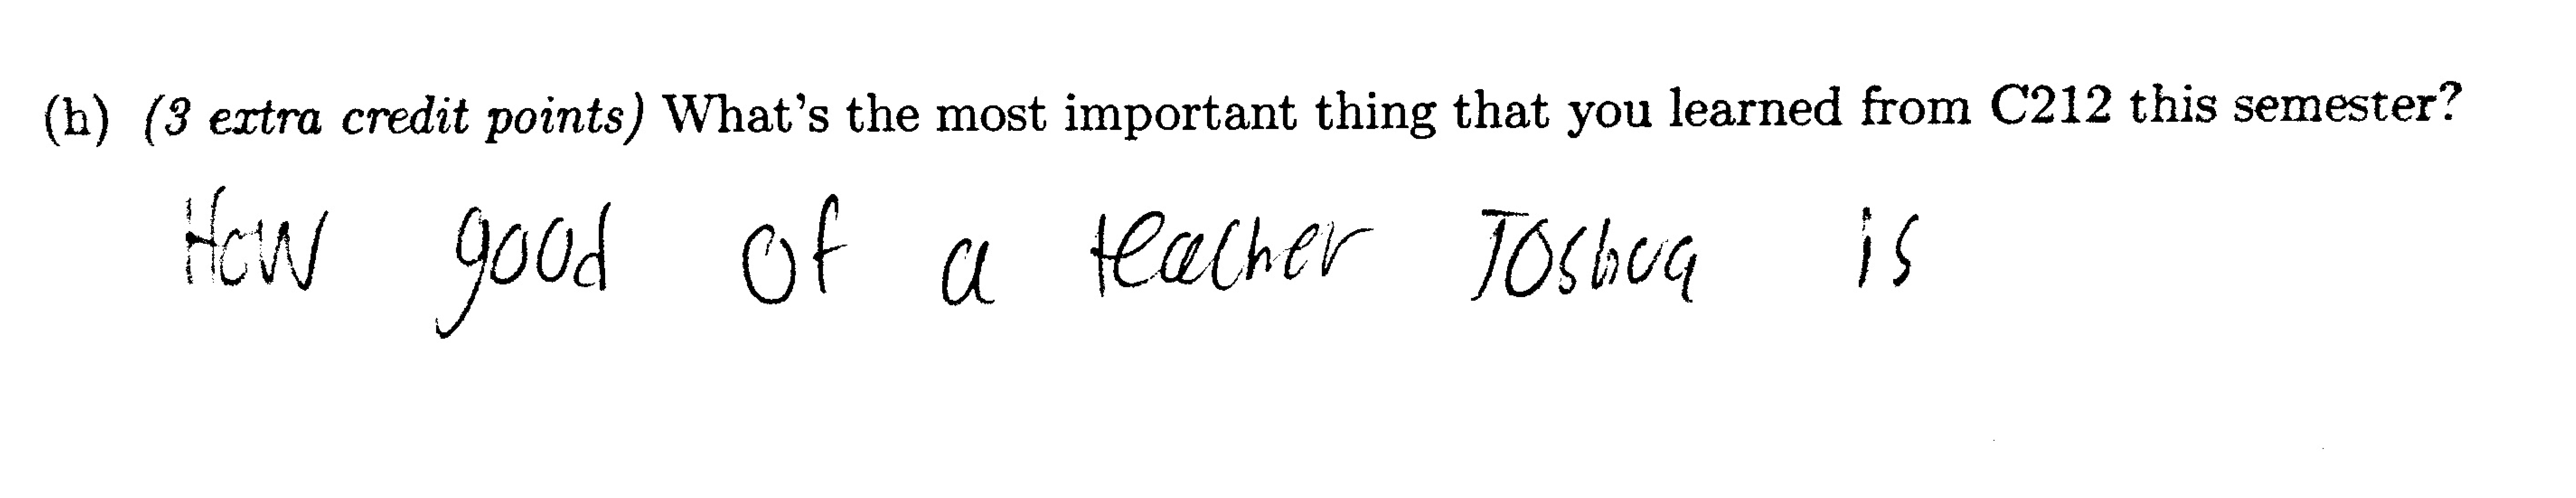 (h) (3 extra credit points) What's the most important thing that you learned from C212 this semester?
How good of a teacher Joshua is